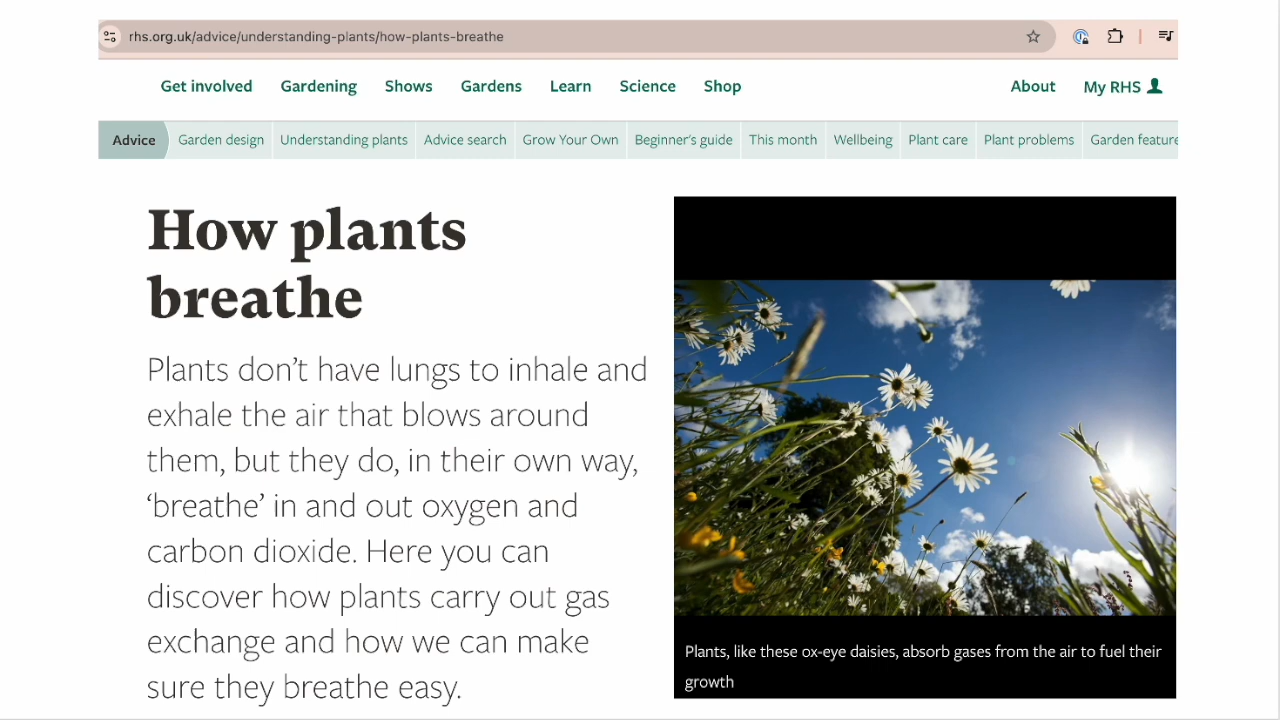 rhs.org.uk/advice/understanding-plants/how-plants-breathe
Get involved Gardening Shows Gardens Learn Science Shop About My RHS
Advice Garden design Understanding plants Advice search Grow Your Own Beginner's guide This month Wellbeing Plant care Plant problems Garden feature
How plants
breathe
Plants don't have lungs to inhale and
exhale the air that blows around
them, but they do, in their own way,
‘breathe’ in and out oxygen and
carbon dioxide. Here you can
discover how plants carry out gas
exchange and how we can make
sure they breathe easy.
Plants, like these ox-eye daisies, absorb gases from the air to fuel their
growth